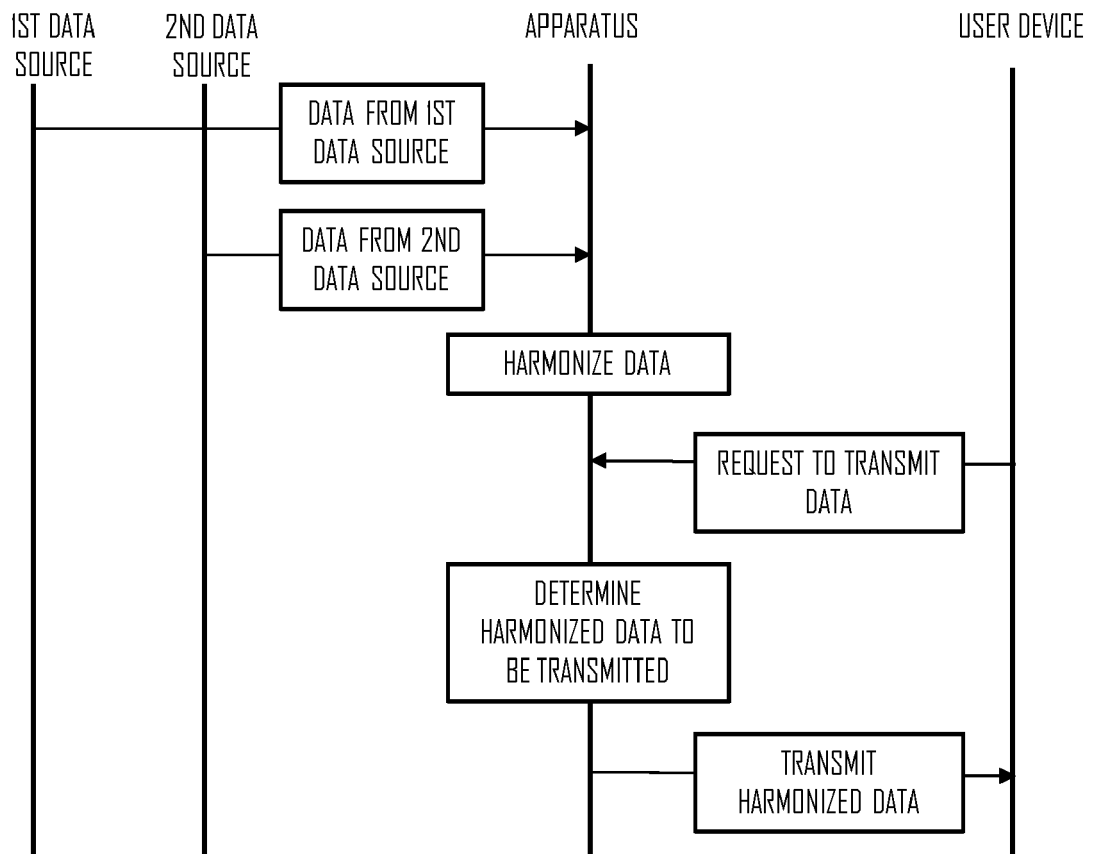 1ST DATA
SOURCE
2ND DATA
SOURCE
APPARATUS
USER DEVICE
DATA FROM 1ST
DATA SOURCE
DATA FROM 2ND
DATA SOURCE
HARMONIZE DATA
REQUEST TO TRANSMIT
DATA
DETERMINE
HARMONIZED DATA TO
BE TRANSMITTED
TRANSMIT
HARMONIZED DATA